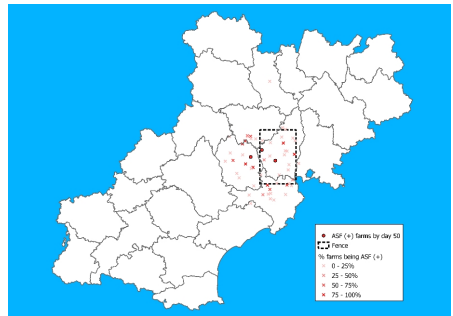 ASF (+) farms by day 50
Fence
% farms being ASF (+)
0 - 25%
25 - 50%
50 - 75%
75 - 100%